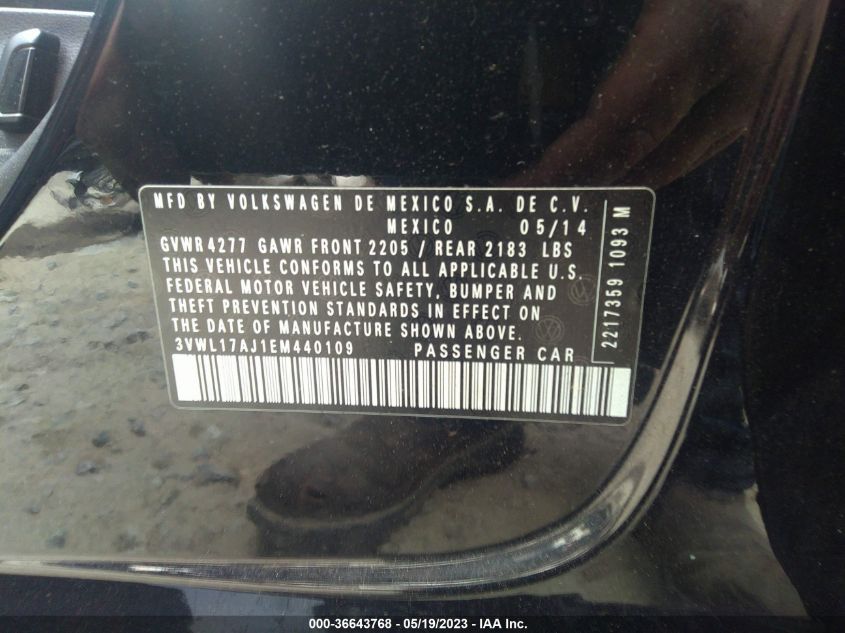 MFD BY VOLKSWAGEN DE MEXICO S.A. DE C.V.
MEXICO 05/14
GVWR 4277 GAWR FRONT 2205 / REAR 2183 LBS
THIS VEHICLE CONFORMS TO ALL APPLICABLE U.S.
FEDERAL MOTOR VEHICLE SAFETY, BUMPER AND
THEFT PREVENTION STANDARDS IN EFFECT ON
THE DATE OF MANUFACTURE SHOWN ABOVE.
3VWL17AJ1EM440109 PASSENGER CAR
2217359 1093 M
000-36643768 - 05/19/2023 - IAA Inc.